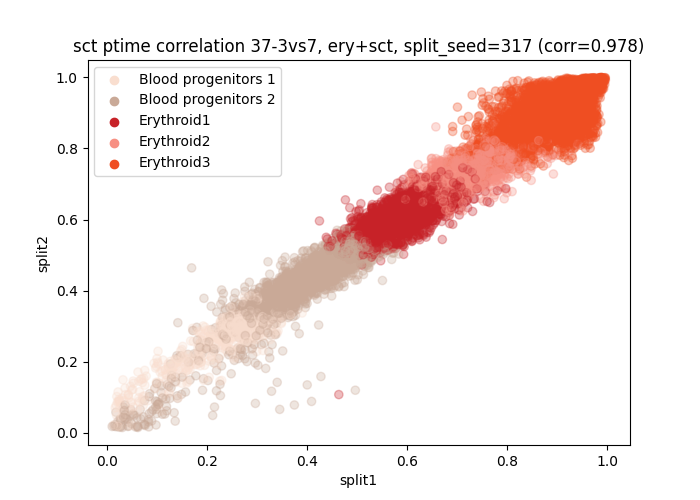 sct ptime correlation 37-3vs7, ery+sct, split_seed=317 (corr=0.978)
Blood progenitors 1
Blood progenitors 2
Erythroid1
Erythroid2
Erythroid3
1.0
0.8
0.6
0.4
0.2
0.0
split2
0.0 0.2 0.4 0.6 0.8 1.0
split1